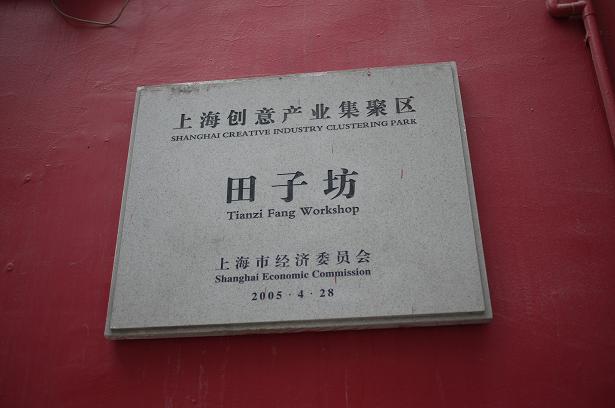 上海创意产业集聚区
SHANGHAI CREATIVE INDUSTRY CLUSTERING PARK
田子坊
Tianzi Fang Workshop
上海市经济委员会
Shanghai Economic Commission
2005·4·28